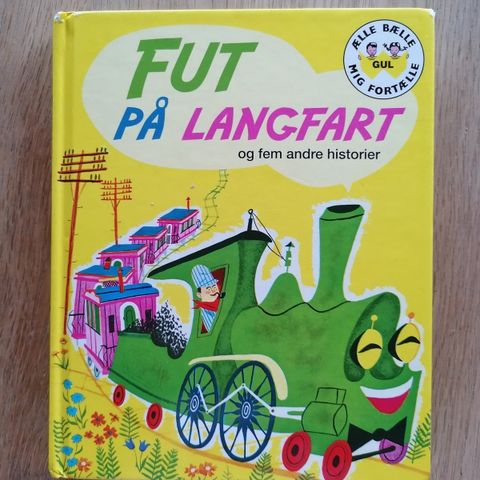 FUT
PÅ LANGFART
og fem andre historier
ÆLLE BÆLLE
GUL
MIG FORTÆLLE